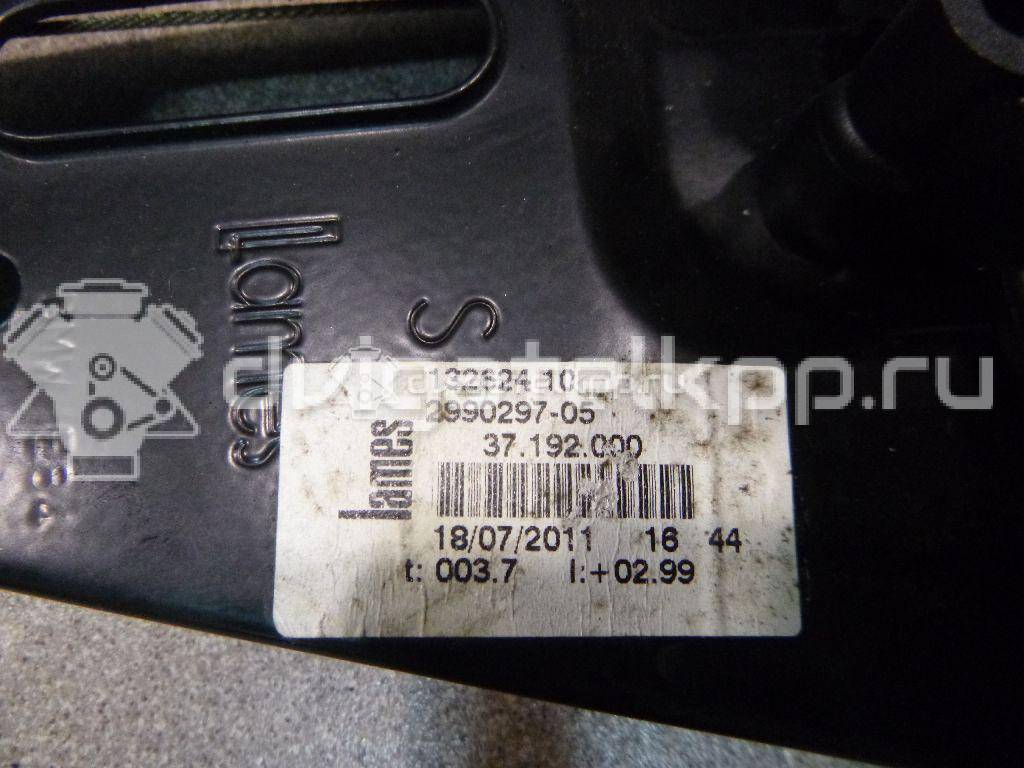 Lames
S
dvigatelkpp.ru
132624 10
3990297-05
37.192.000
lames
18/07/2011 16 44
t: 003.7 l:+02.99